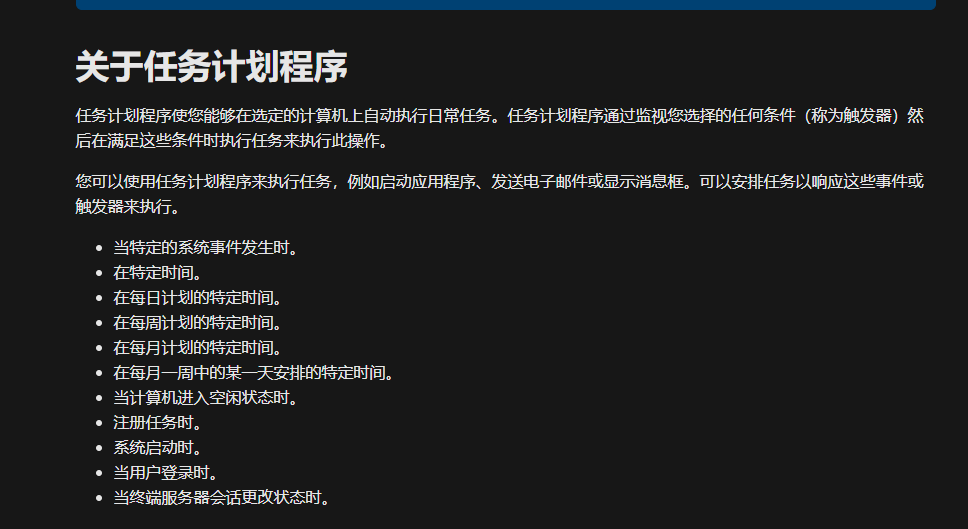 关于任务计划程序
任务计划程序使您能够在选定的计算机上自动执行日常任务。任务计划程序通过监视您选择的任何条件（称为触发器）然
后在满足这些条件时执行任务来执行此操作。
您可以使用任务计划程序来执行任务，例如启动应用程序、发送电子邮件或显示消息框。可以安排任务以响应这些事件或
触发器来执行。
• 当特定的系统事件发生时。
• 在特定时间。
• 在每日计划的特定时间。
• 在每周计划的特定时间。
• 在每月计划的特定时间。
• 在每月一周中的某一天安排的特定时间。
• 当计算机进入空闲状态时。
• 注册任务时。
• 系统启动时。
• 当用户登录时。
• 当终端服务器会话更改状态时。